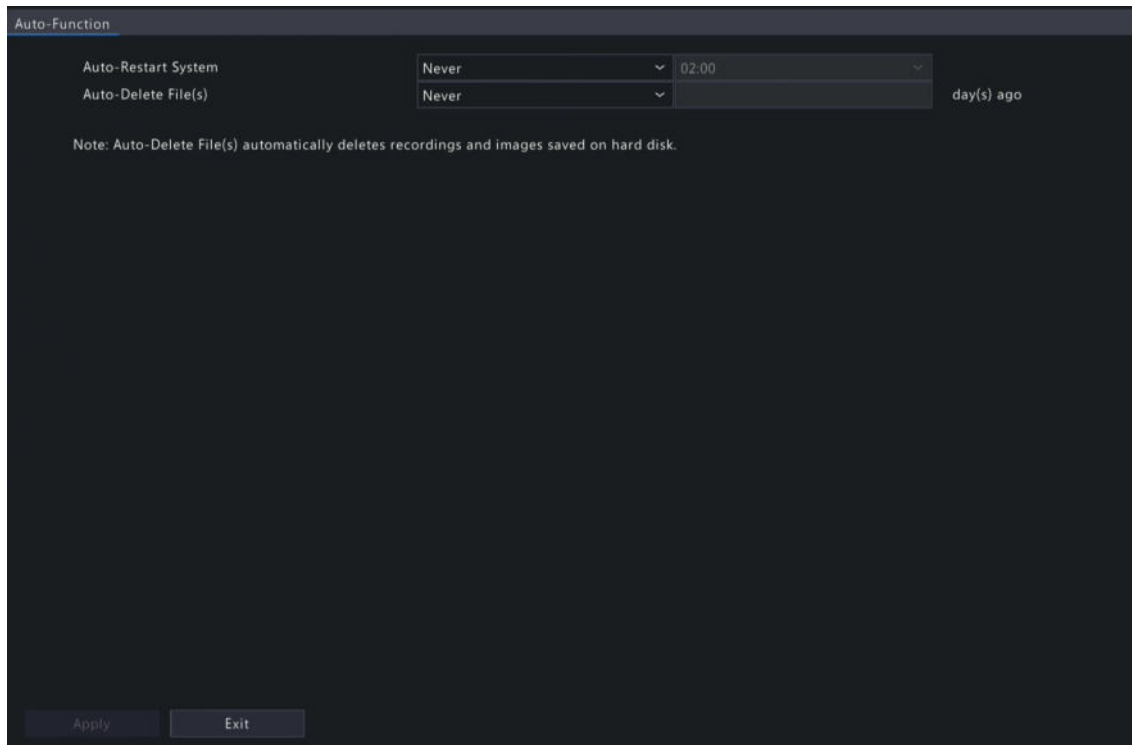 Auto-Function
Auto-Restart System Never 02:00
Auto-Delete File(s) Never day(s) ago
Note: Auto-Delete File(s) automatically deletes recordings and images saved on hard disk.
Apply Exit